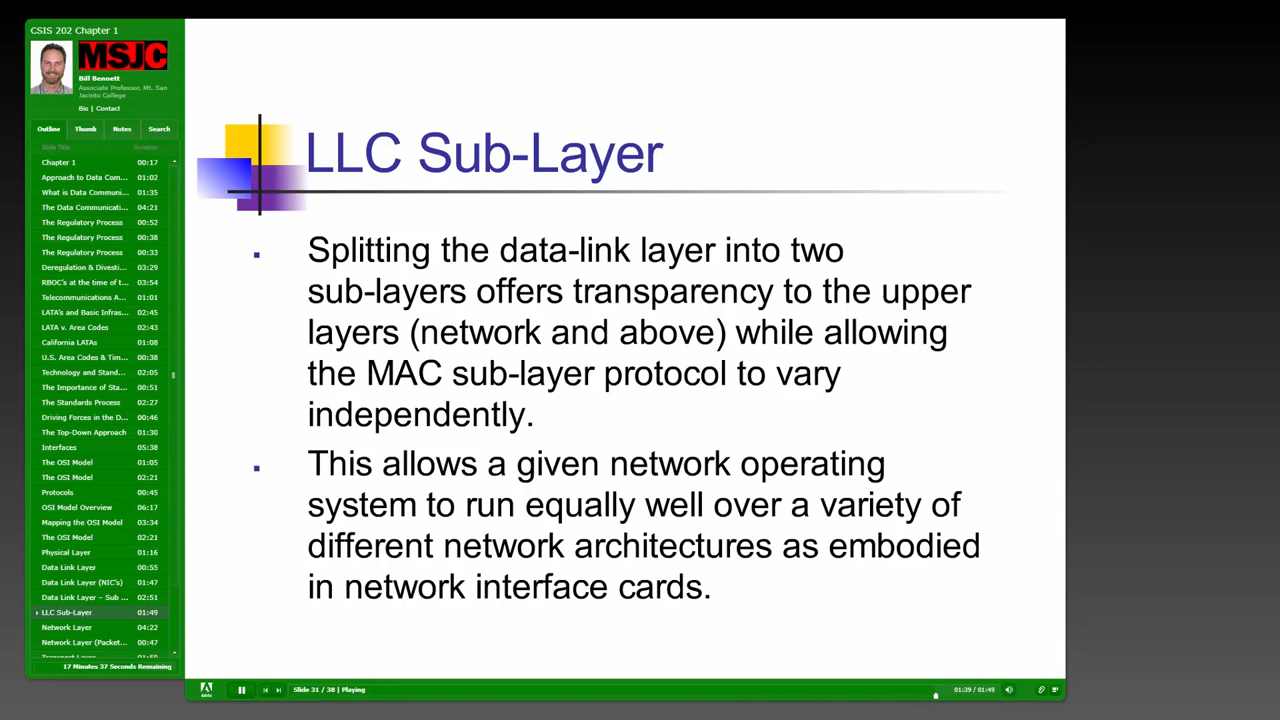 CSIS 202 Chapter 1
MSJC
Bill Bennett
Associate Professor, Mt. San
Jacinto College
Bio | Contact
Outline Thumb Notes Search
Slide Title Duration
Chapter 1 00:17
Approach to Data Com... 01:02
What is Data Communi... 01:35
The Data Communicati... 04:21
The Regulatory Process 00:52
The Regulatory Process 00:38
The Regulatory Process 00:33
Deregulation & Divesti... 03:29
RBOC's at the time of t... 03:54
Telecommunications A... 01:01
LATA's and Basic Infras... 02:45
LATA v. Area Codes 02:43
California LATAs 01:08
U.S. Area Codes & Tim... 00:38
Technology and Stand... 02:05
The Importance of Sta... 00:51
The Standards Process 02:27
Driving Forces in the D... 00:46
The Top-Down Approach 01:30
Interfaces 05:38
The OSI Model 01:05
The OSI Model 02:21
Protocols 00:45
OSI Model Overview 06:17
Mapping the OSI Model 03:34
The OSI Model 02:21
Physical Layer 01:16
Data Link Layer 00:55
Data Link Layer (NIC's) 01:47
Data Link Layer – Sub ... 02:51
LLC Sub-Layer 01:49
Network Layer 04:22
Network Layer (Packet... 00:47
17 Minutes 37 Seconds Remaining
LLC Sub-Layer
Splitting the data-link layer into two
sub-layers offers transparency to the upper
layers (network and above) while allowing
the MAC sub-layer protocol to vary
independently.
This allows a given network operating
system to run equally well over a variety of
different network architectures as embodied
in network interface cards.
Adobe
Slide 31 / 38 | Playing
01:39 / 01:49